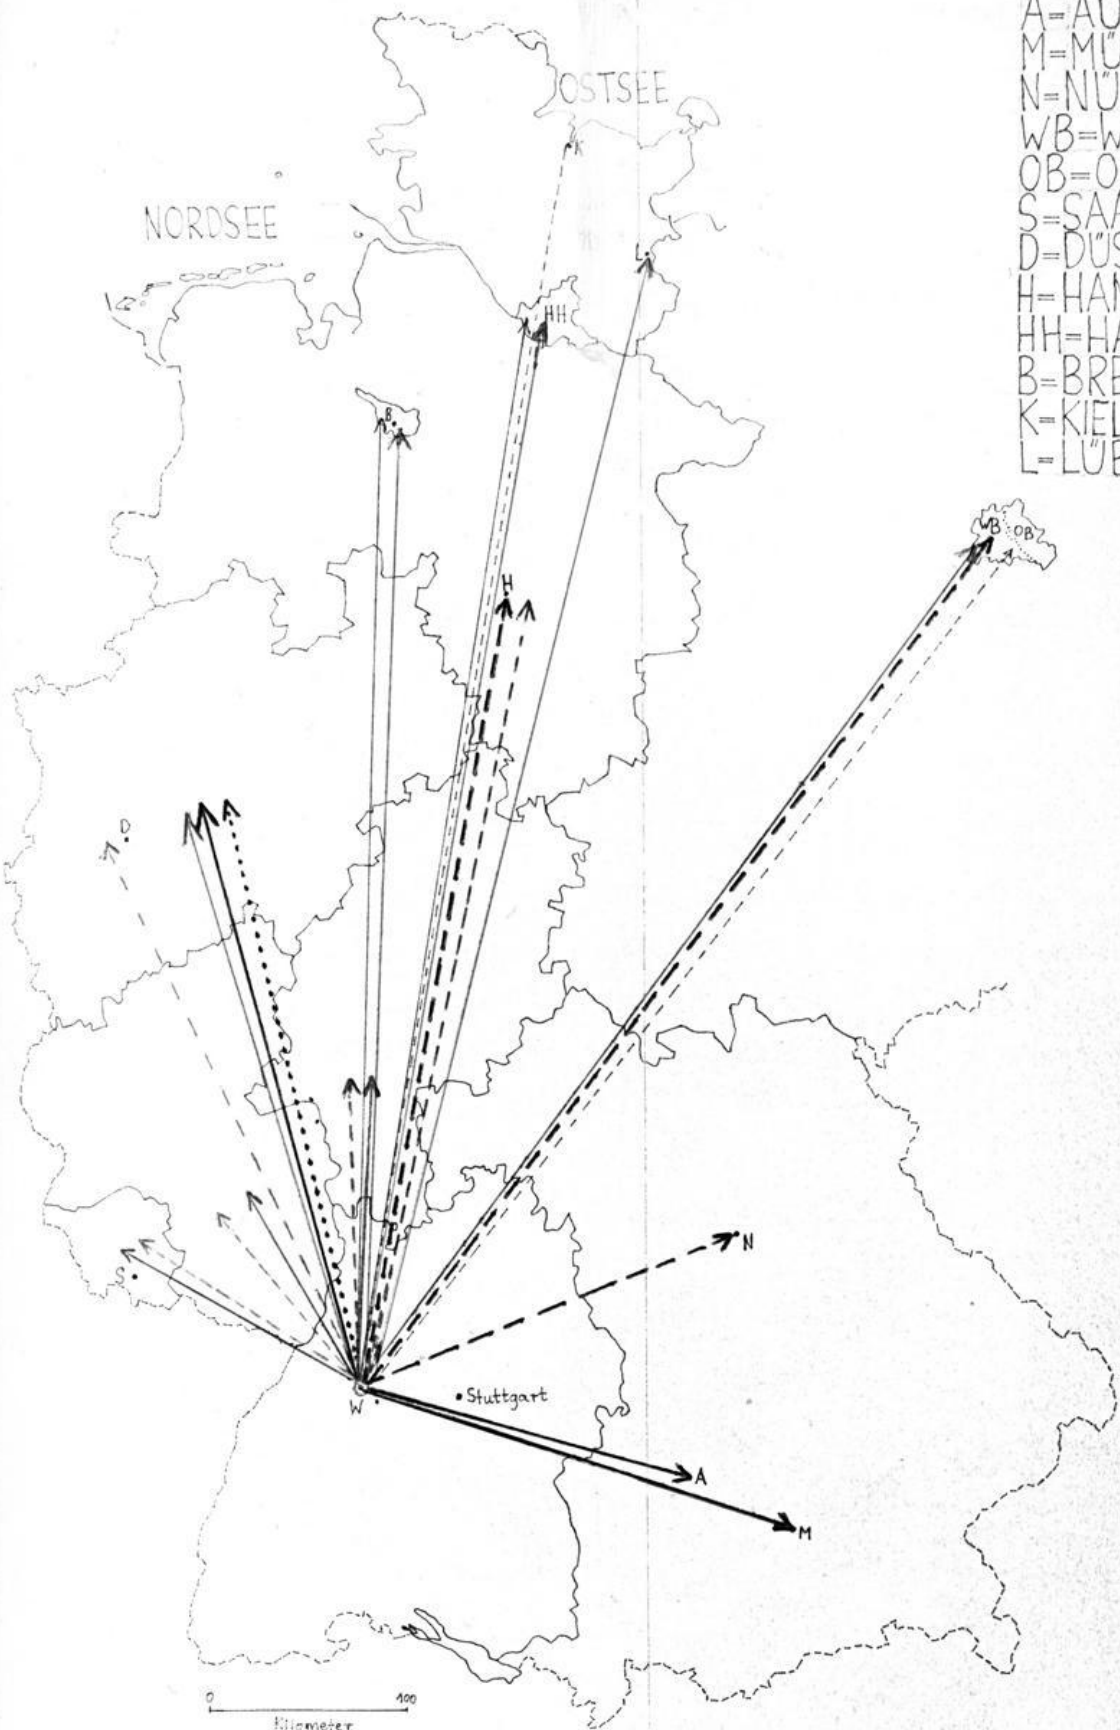 OSTSEE
NORDSEE
K
L
HH
B
H
WB
OB
D
S
N
W
Stuttgart
A
M
0 100
Kilometer
A=AU
M=MÜ
N=NÜ
WB=W
OB=O
S=SAA
D=DÜS
H=HAN
HH=HA
B=BRE
K=KIEL
L=LÜB